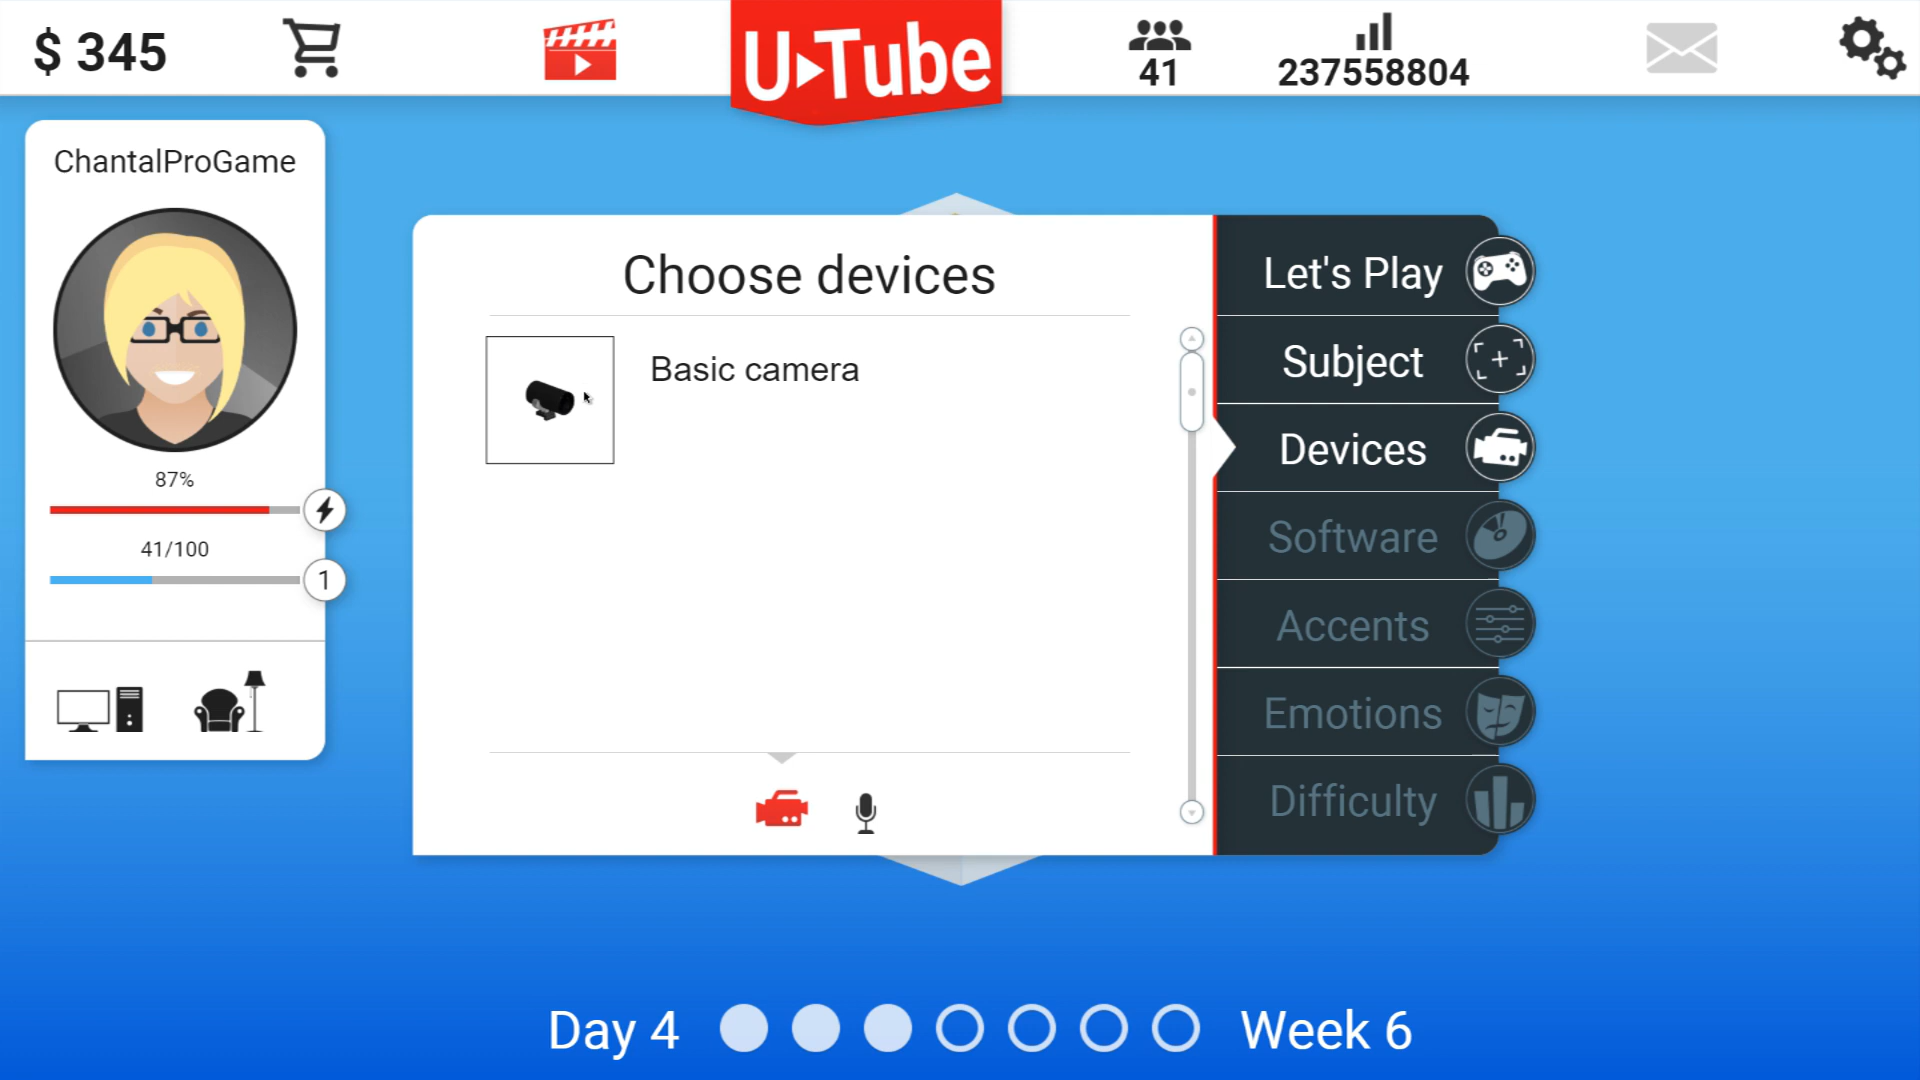 $ 345
U Tube
41
237558804
ChantalProGame
87%
41/100
1
Choose devices
Basic camera
Let's Play
Subject
Devices
Software
Accents
Emotions
Difficulty
Day 4
Week 6